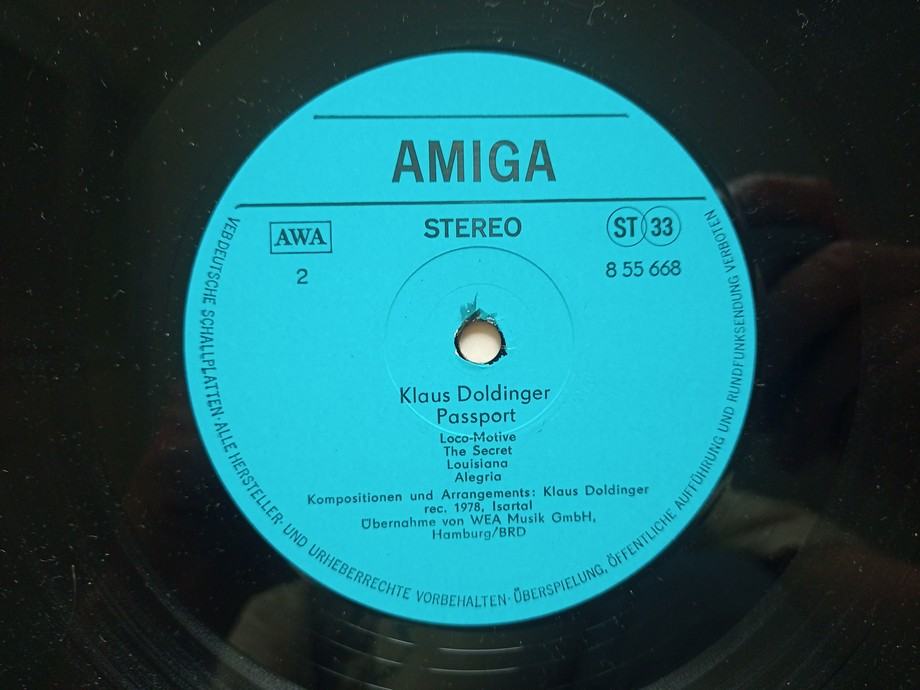 AMIGA
AWA
STEREO
ST 33
2
8 55 668
Klaus Doldinger
Passport
Loco-Motive
The Secret
Louisiana
Alegria
Kompositionen und Arrangements: Klaus Doldinger
rec. 1978, Isartal
Übernahme von WEA Musik GmbH,
Hamburg/BRD
VEB DEUTSCHE SCHALLPLATTEN · ALLE HERSTELLER- UND URHEBERRECHTE VORBEHALTEN · ÜBERSPIELUNG, ÖFFENTLICHE AUFFÜHRUNG UND RUNDFUNKSENDUNG VERBOTEN